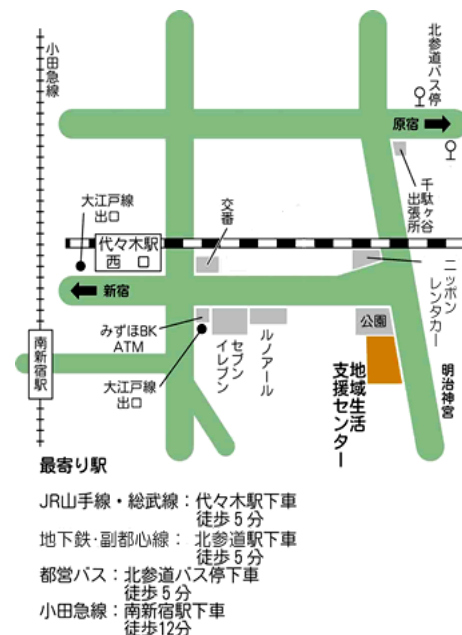 小田急線
北参道バス停
原宿
千駄ヶ谷
出張所
大江戸線
出口
交番
代々木駅
西口
ニッポン
レンタカー
新宿
みずほBK
ATM
セブン
イレブン
ルノアール
公園
南新宿駅
大江戸線
出口
地域生活
支援センター
明治神宮
最寄り駅
JR山手線・総武線：代々木駅下車
徒歩5分
地下鉄・副都心線： 北参道駅下車
徒歩5分
都営バス：北参道バス停下車
徒歩5分
小田急線：南新宿駅下車
徒歩12分